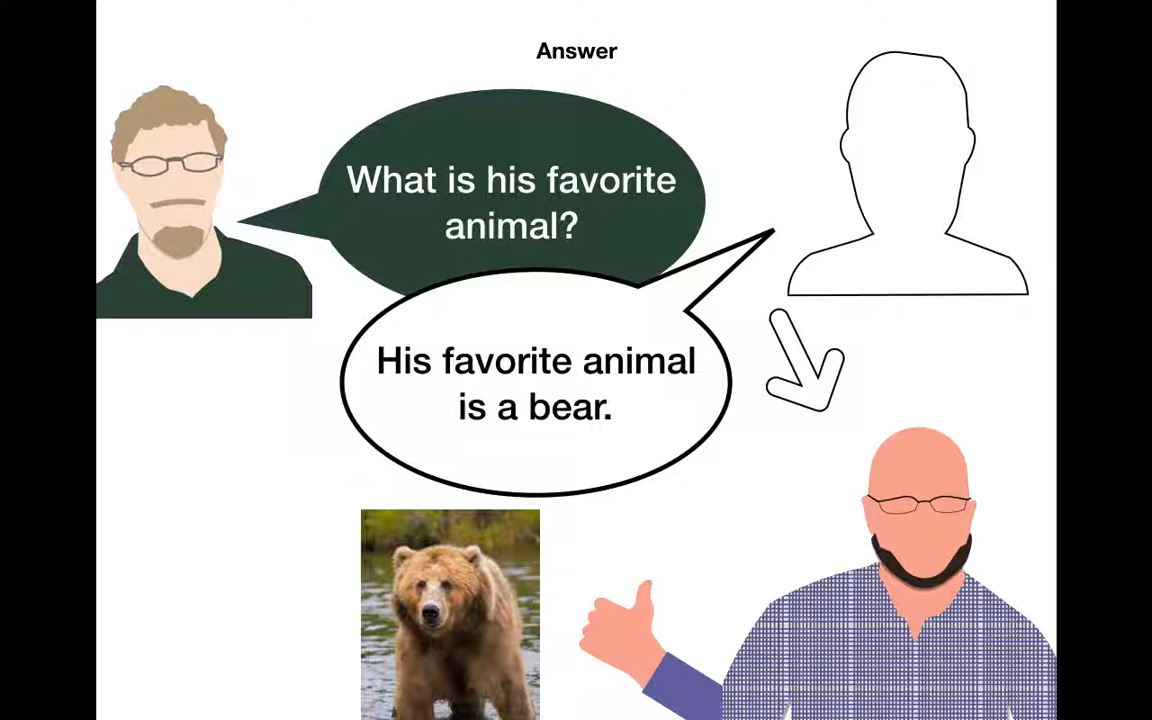 Answer
What is his favorite
animal?
His favorite animal
is a bear.